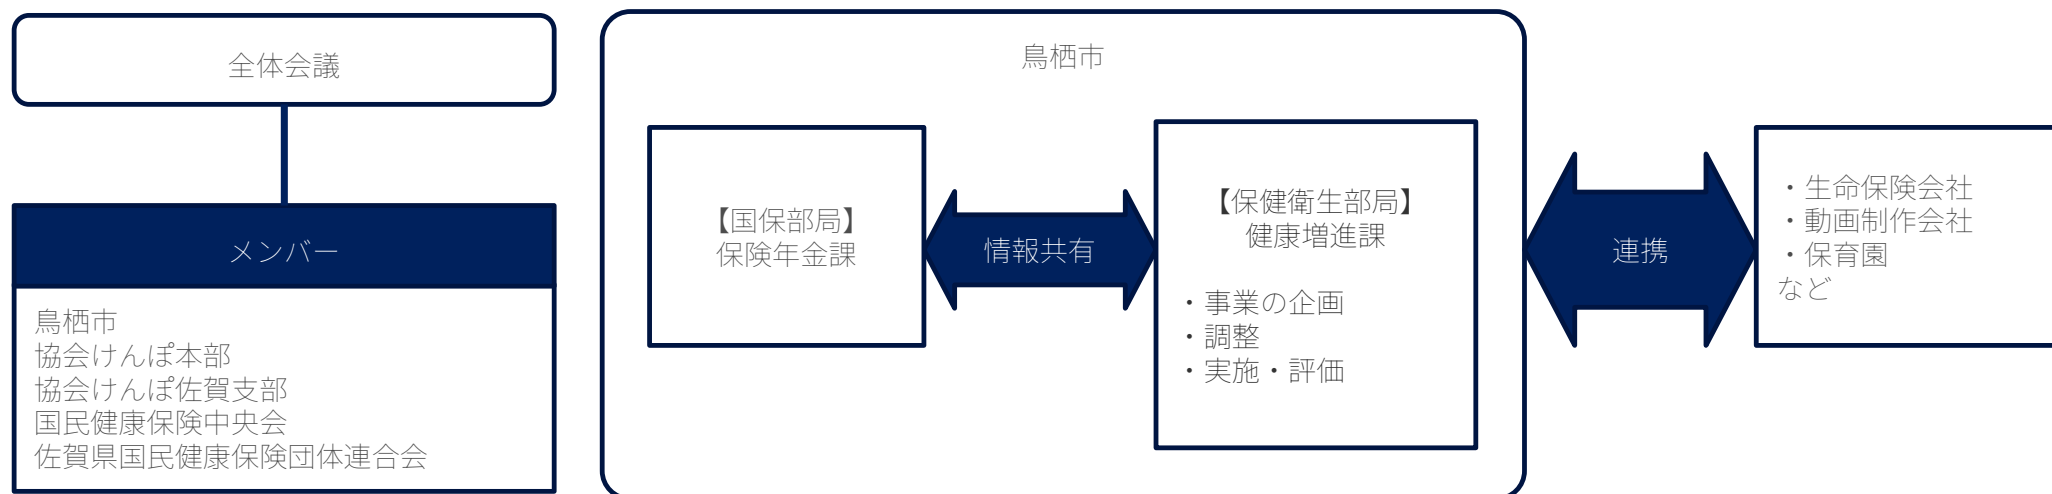 全体会議
メンバー
鳥栖市
協会けんぽ本部
協会けんぽ佐賀支部
国民健康保険中央会
佐賀県国民健康保険団体連合会
鳥栖市
【国保部局】
保険年金課
情報共有
【保健衛生部局】
健康増進課
・事業の企画
・調整
・実施・評価
連携
・生命保険会社
・動画制作会社
・保育園
など